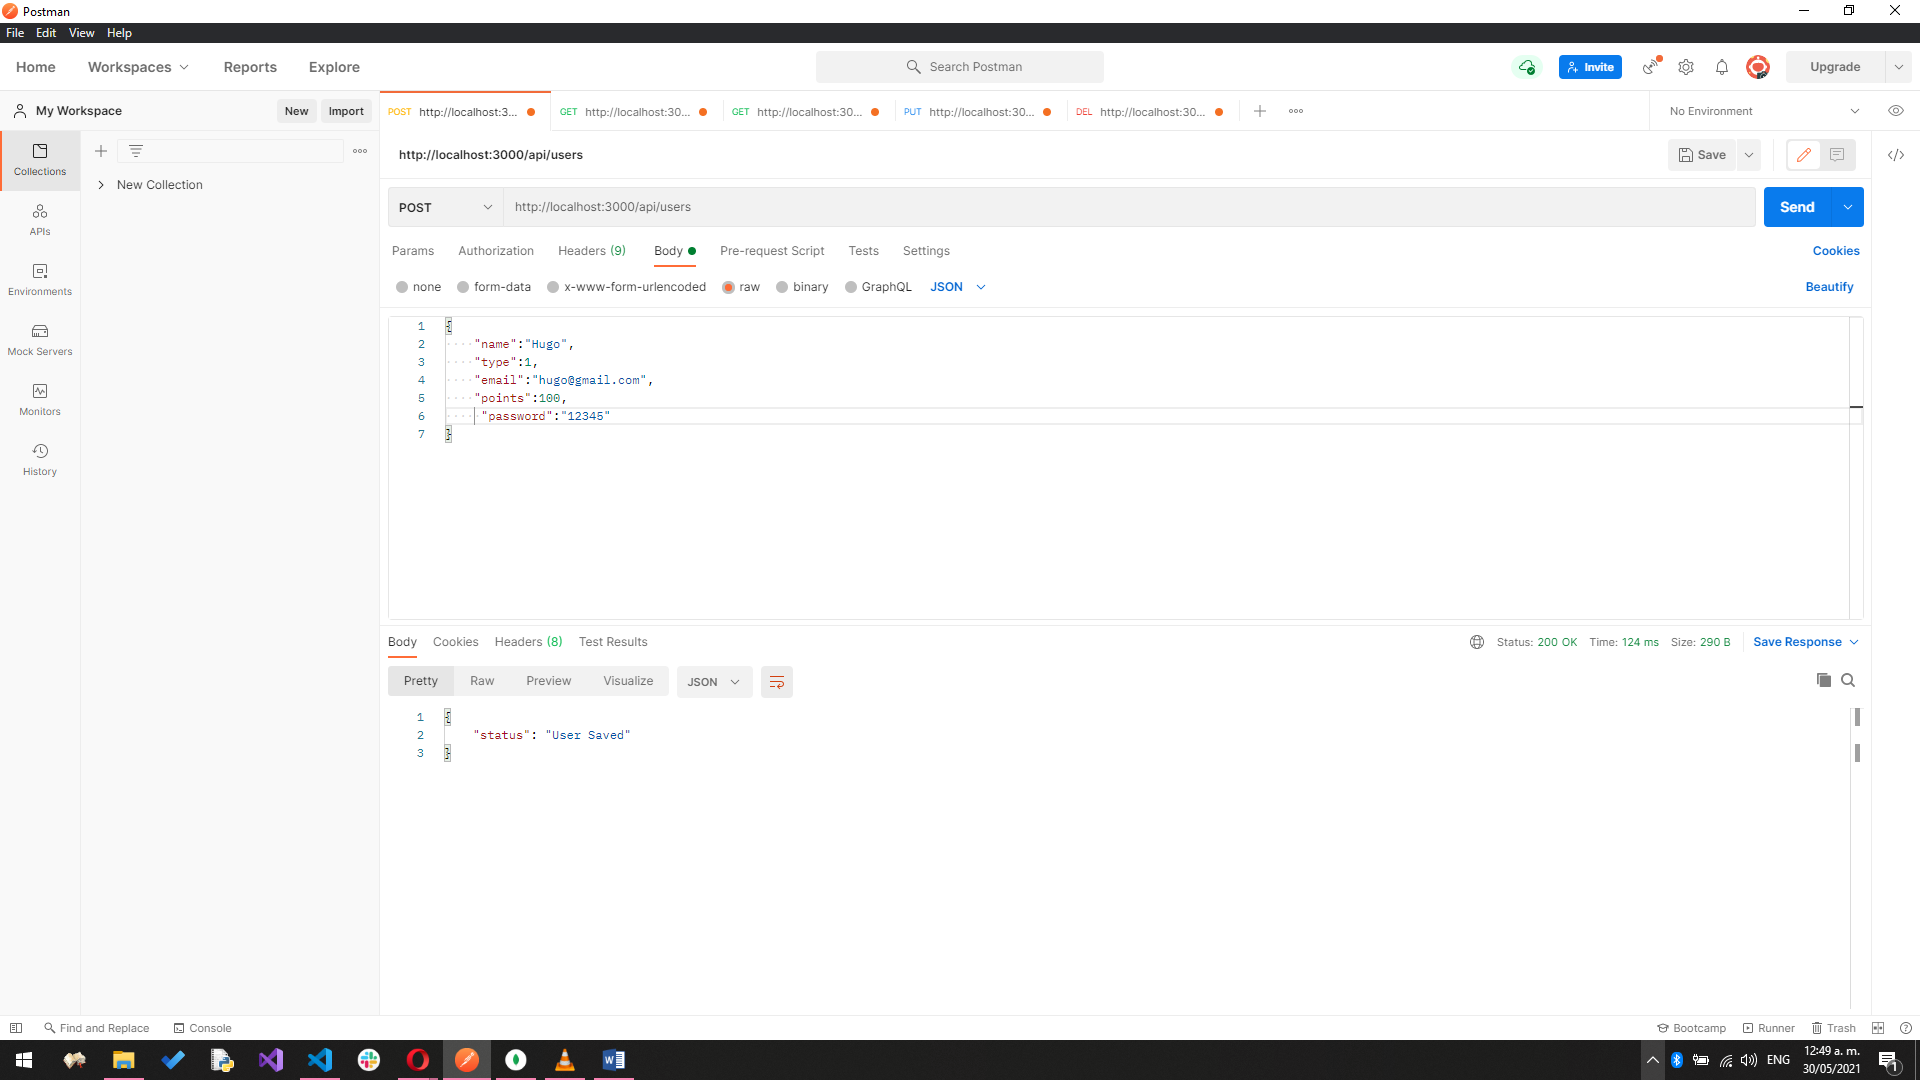 Postman
File Edit View Help
Home Workspaces Reports Explore Search Postman Invite Upgrade
My Workspace New Import POST http://localhost:3... GET http://localhost:30... GET http://localhost:30... PUT http://localhost:30... DEL http://localhost:30... No Environment
Collections
New Collection
APIs
Environments
Mock Servers
Monitors
History
http://localhost:3000/api/users Save
POST http://localhost:3000/api/users Send
Params Authorization Headers (9) Body Pre-request Script Tests Settings Cookies
none form-data x-www-form-urlencoded raw binary GraphQL JSON Beautify
1 {
2 "name":"Hugo",
3 "type":1,
4 "email":"hugo@gmail.com",
5 "points":100,
6 "password":"12345"
7 }
Body Cookies Headers (8) Test Results Status: 200 OK Time: 124 ms Size: 290 B Save Response
Pretty Raw Preview Visualize JSON
1 {
2 "status": "User Saved"
3 }
Find and Replace Console Bootcamp Runner Trash
ENG 12:49 a. m.
30/05/2021 1